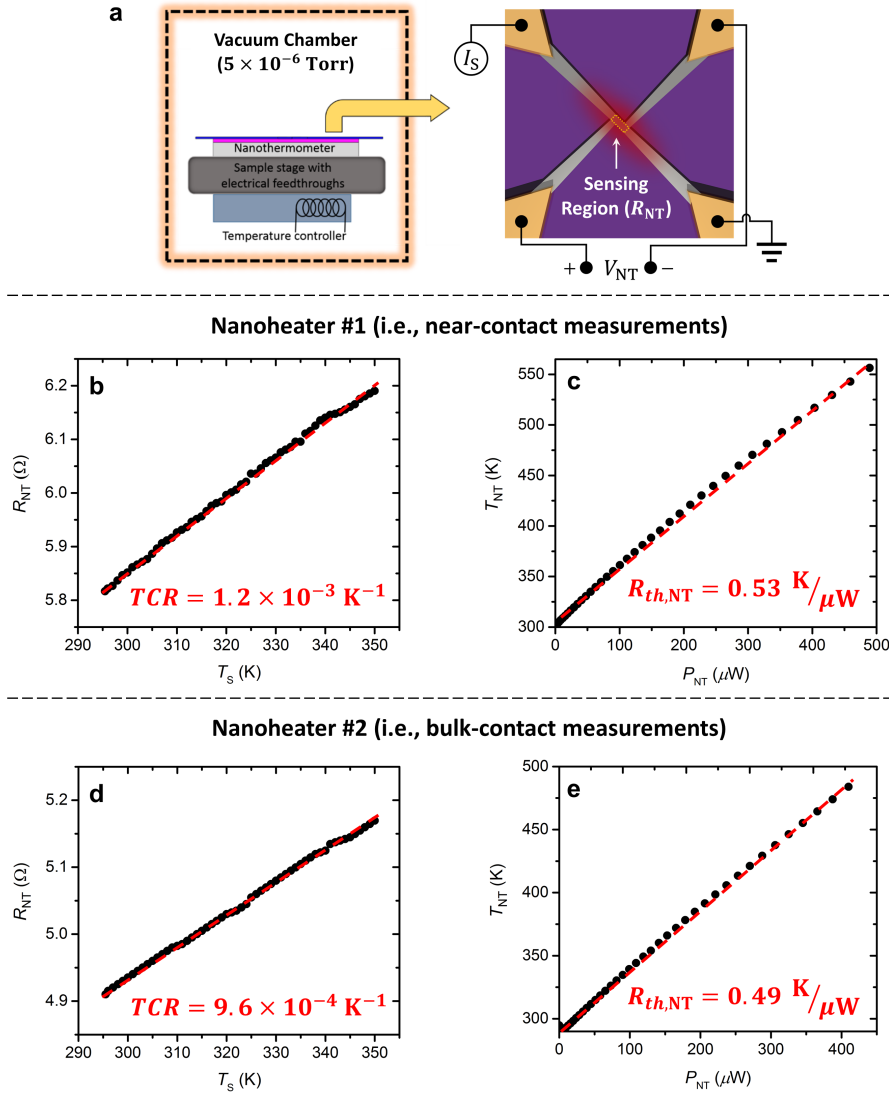 a
Vacuum Chamber
(5 × 10⁻⁶ Torr)
Nanothermometer
Sample stage with
electrical feedthroughs
Temperature controller
I_S
Sensing
Region (R_NT)
+ V_NT −
Nanoheater #1 (i.e., near-contact measurements)
b
R_NT (Ω)
6.2
6.1
6.0
5.9
5.8
TCR = 1.2 × 10⁻³ K⁻¹
290 300 310 320 330 340 350
T_S (K)
c
T_NT (K)
550
500
450
400
350
300
R_th,NT = 0.53 K/μW
0 100 200 300 400 500
P_NT (μW)
Nanoheater #2 (i.e., bulk-contact measurements)
d
R_NT (Ω)
5.2
5.1
5.0
4.9
TCR = 9.6 × 10⁻⁴ K⁻¹
290 300 310 320 330 340 350
T_S (K)
e
T_NT (K)
500
450
400
350
300
R_th,NT = 0.49 K/μW
0 100 200 300 400
P_NT (μW)